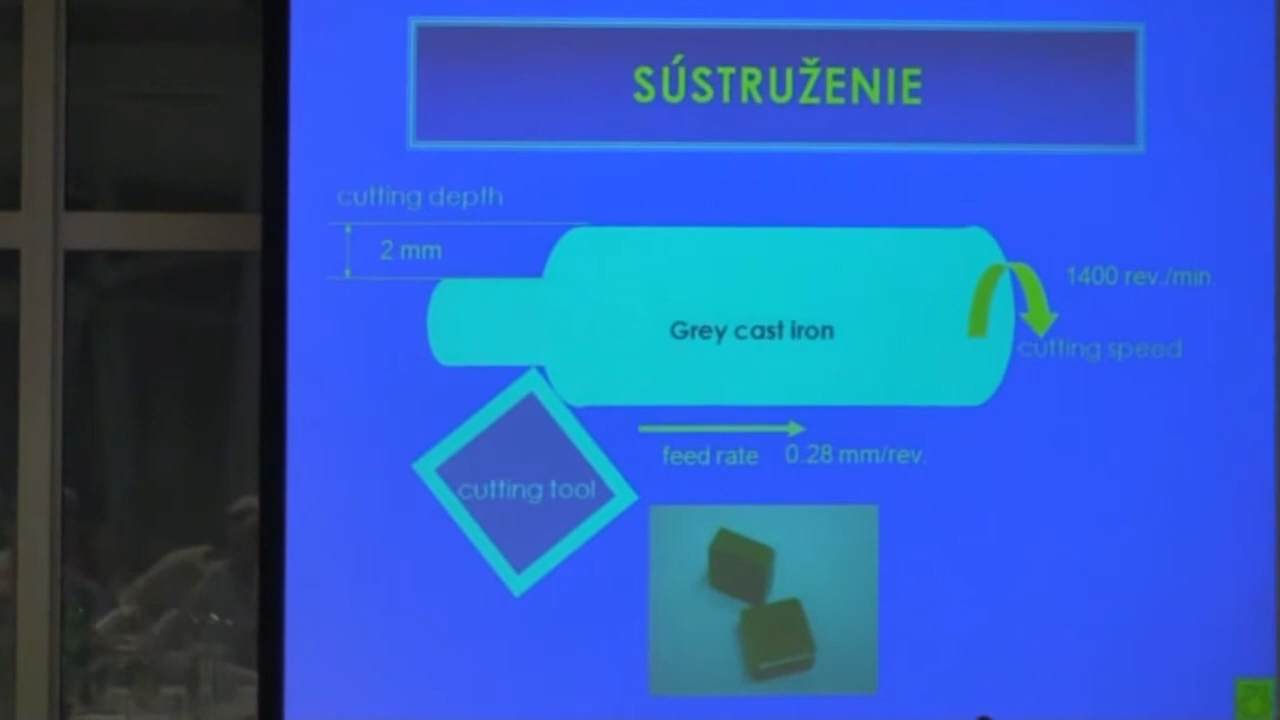 SÚSTRUŽENIE
cutting depth
2 mm
1400 rev./min.
Grey cast iron
cutting speed
feed rate 0.28 mm/rev.
cutting tool